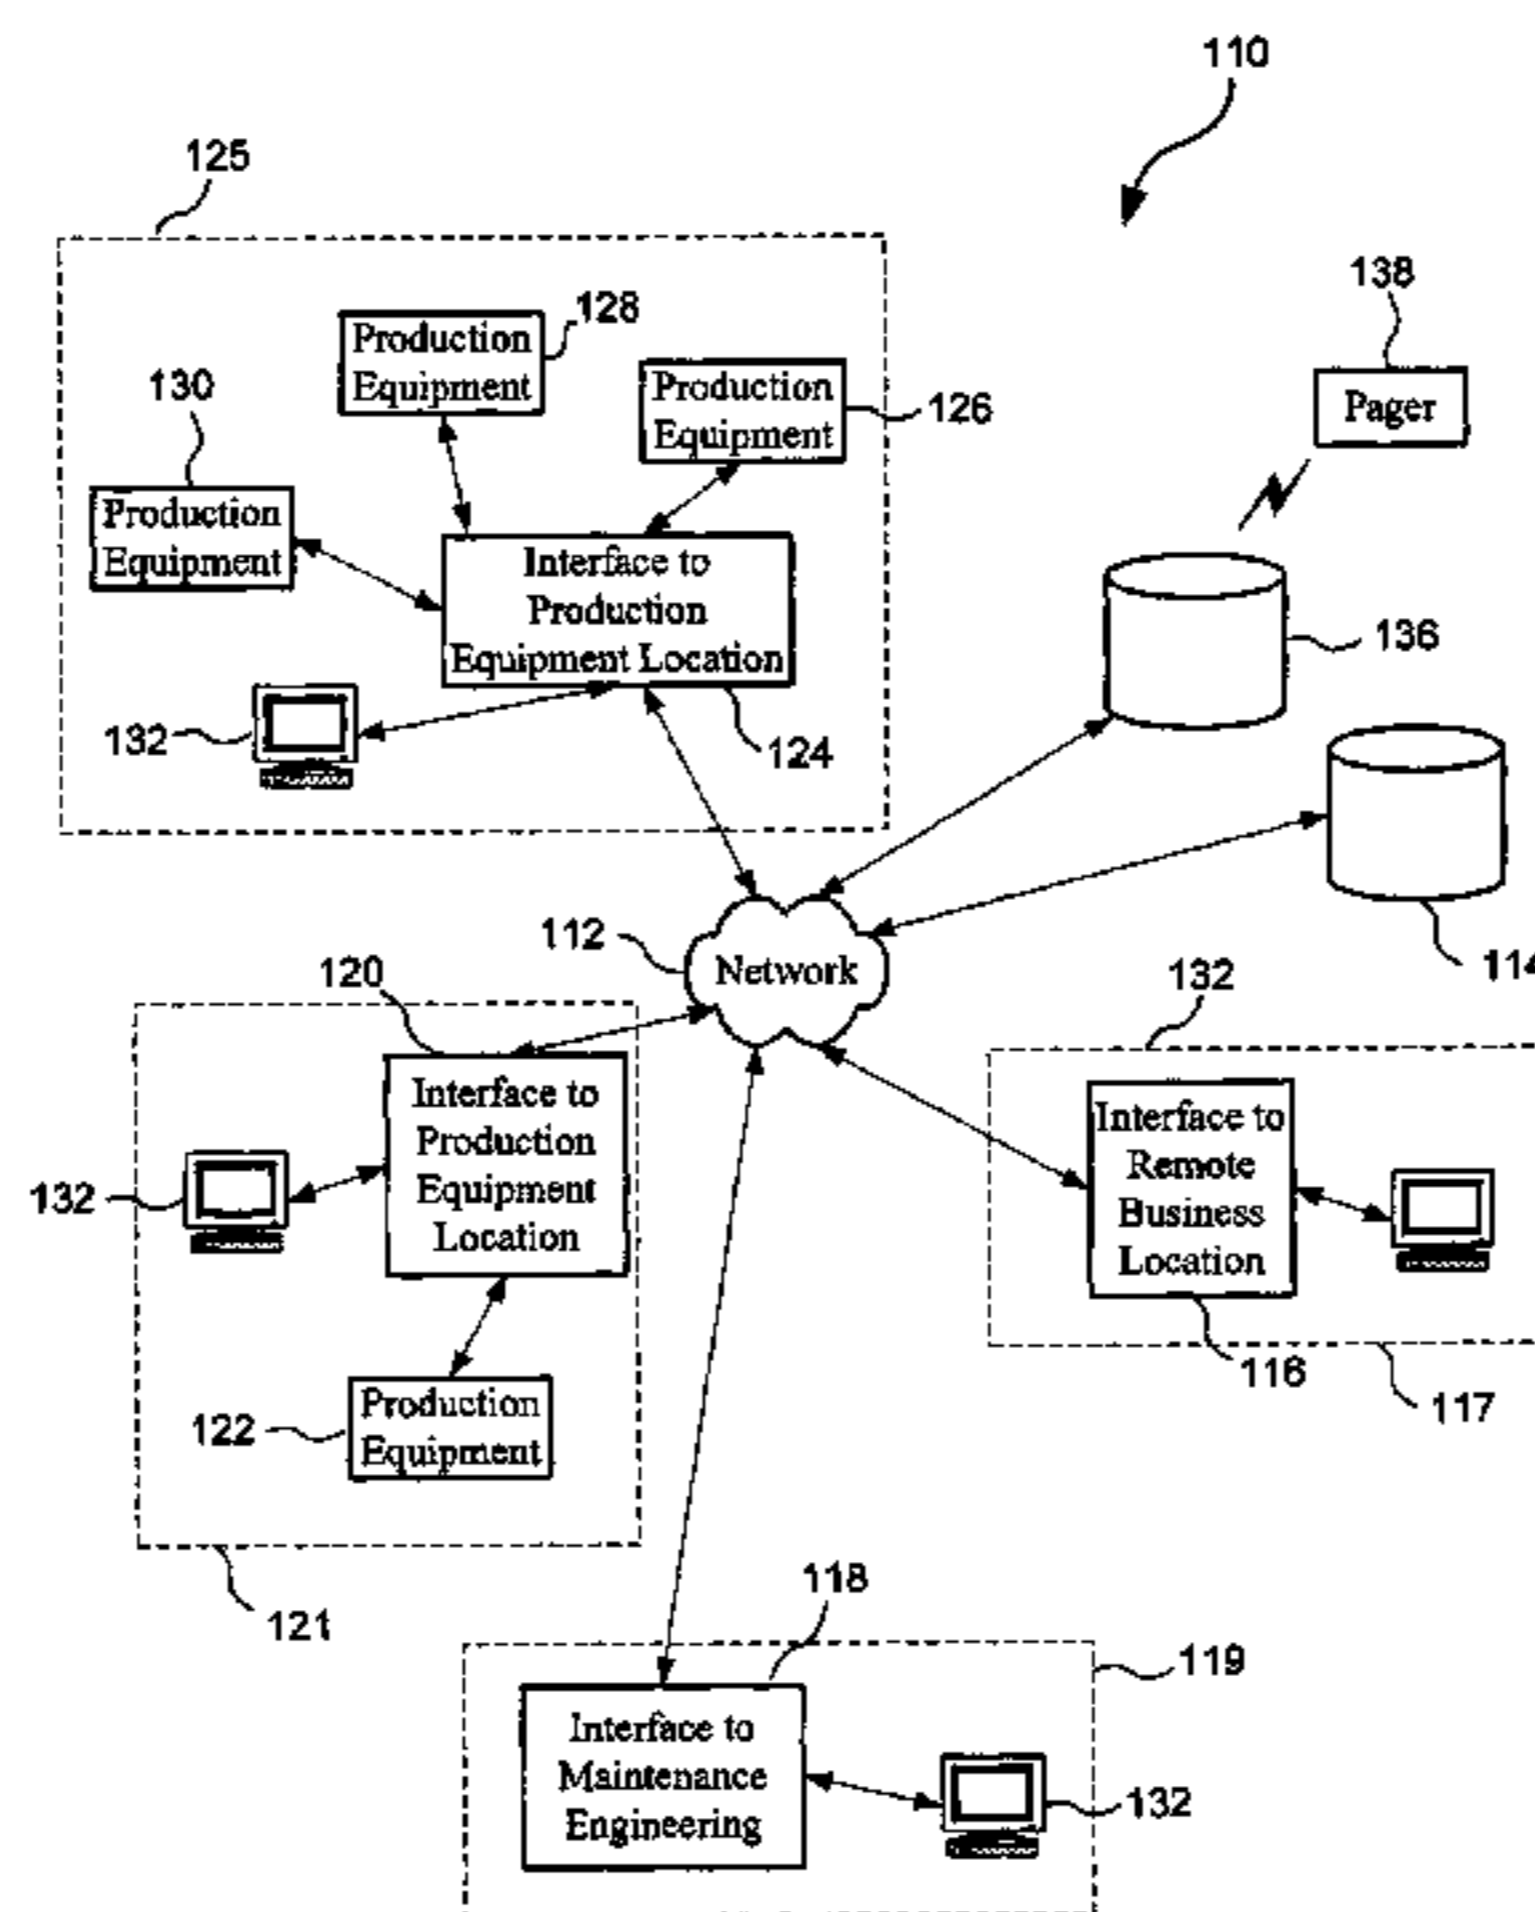 110
125
138
128
Production
Equipment
Production
Equipment
126
Pager
130
Production
Equipment
Interface to
Production
Equipment Location
136
132
124
112
Network
114
120
132
Interface to
Production
Equipment
Location
132
Interface to
Remote
Business
Location
116
117
122
Production
Equipment
121
118
119
Interface to
Maintenance
Engineering
132